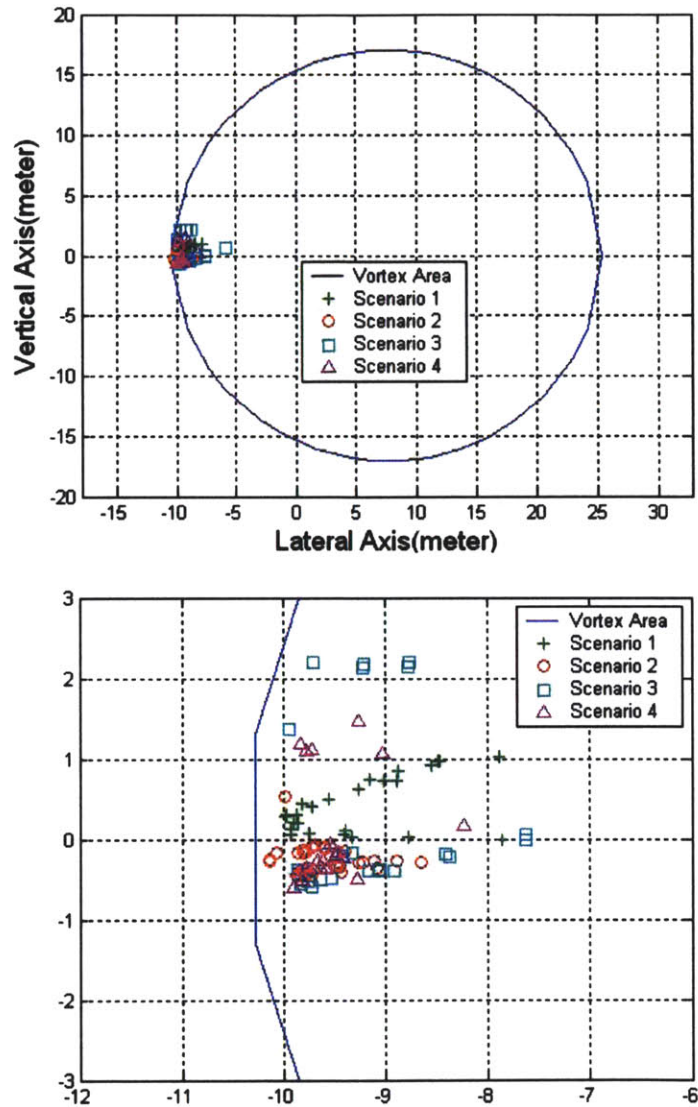 20
15
10
5
0
-5
-10
-15
-20
Vertical Axis(meter)
Vortex Area
Scenario 1
Scenario 2
Scenario 3
Scenario 4
-15 -10 -5 0 5 10 15 20 25 30
Lateral Axis(meter)
3
2
1
0
-1
-2
-3
Vortex Area
Scenario 1
Scenario 2
Scenario 3
Scenario 4
-12 -11 -10 -9 -8 -7 -6